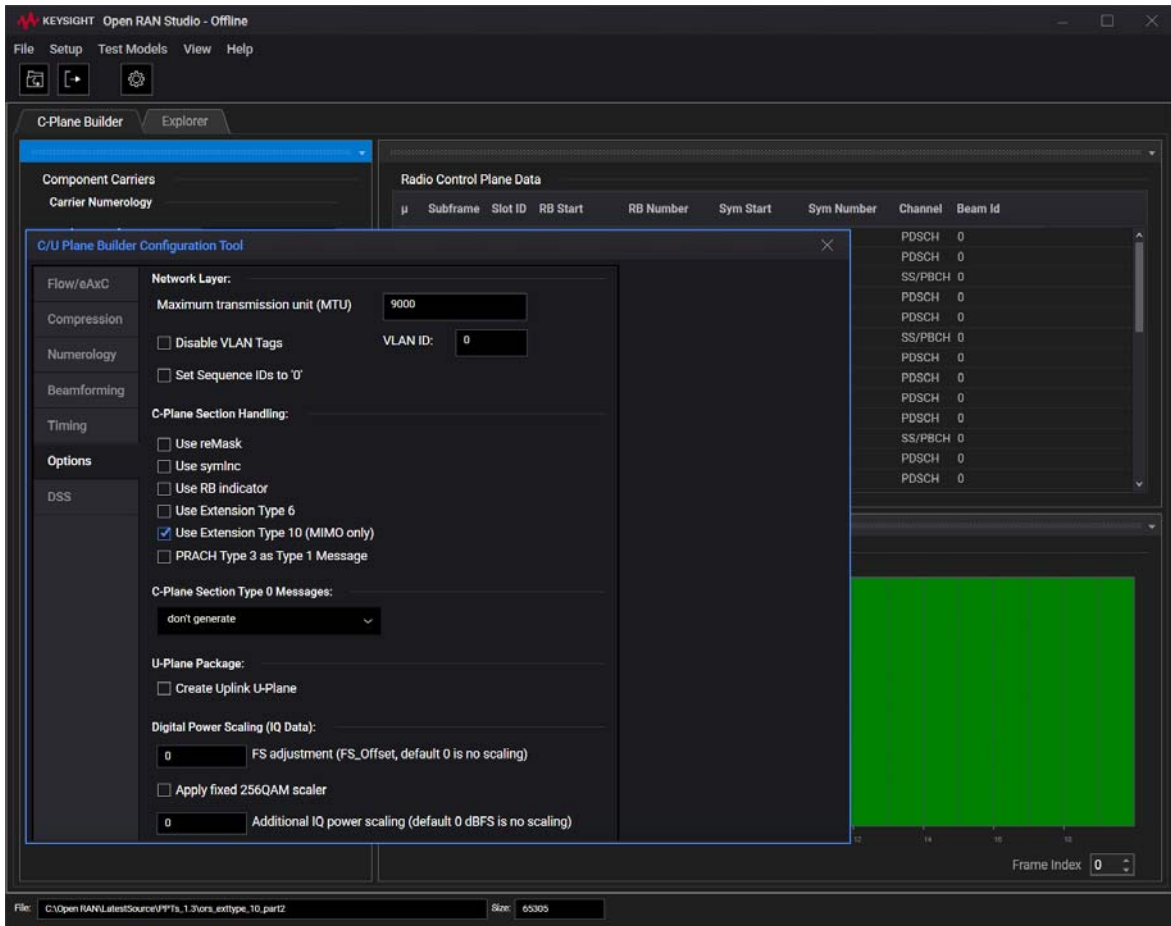 KEYSIGHT Open RAN Studio - Offline
File Setup Test Models View Help
C-Plane Builder Explorer
Component Carriers
Carrier Numerology
Radio Control Plane Data
µ Subframe Slot ID RB Start RB Number Sym Start Sym Number Channel Beam Id
PDSCH 0
PDSCH 0
SS/PBCH 0
PDSCH 0
PDSCH 0
SS/PBCH 0
PDSCH 0
PDSCH 0
PDSCH 0
PDSCH 0
SS/PBCH 0
PDSCH 0
PDSCH 0
C/U Plane Builder Configuration Tool
Flow/eAxC
Compression
Numerology
Beamforming
Timing
Options
DSS
Network Layer:
Maximum transmission unit (MTU) 9000
Disable VLAN Tags VLAN ID: 0
Set Sequence IDs to '0'
C-Plane Section Handling:
Use reMask
Use symInc
Use RB indicator
Use Extension Type 6
Use Extension Type 10 (MIMO only)
PRACH Type 3 as Type 1 Message
C-Plane Section Type 0 Messages:
don't generate
U-Plane Package:
Create Uplink U-Plane
Digital Power Scaling (IQ Data):
0 FS adjustment (FS_Offset, default 0 is no scaling)
Apply fixed 256QAM scaler
0 Additional IQ power scaling (default 0 dBFS is no scaling)
12 14 16 18
Frame Index 0
File: C:\Open RAN\LatestSource\PPTs_1.3\ors_exttype_10_part2 Size: 65305